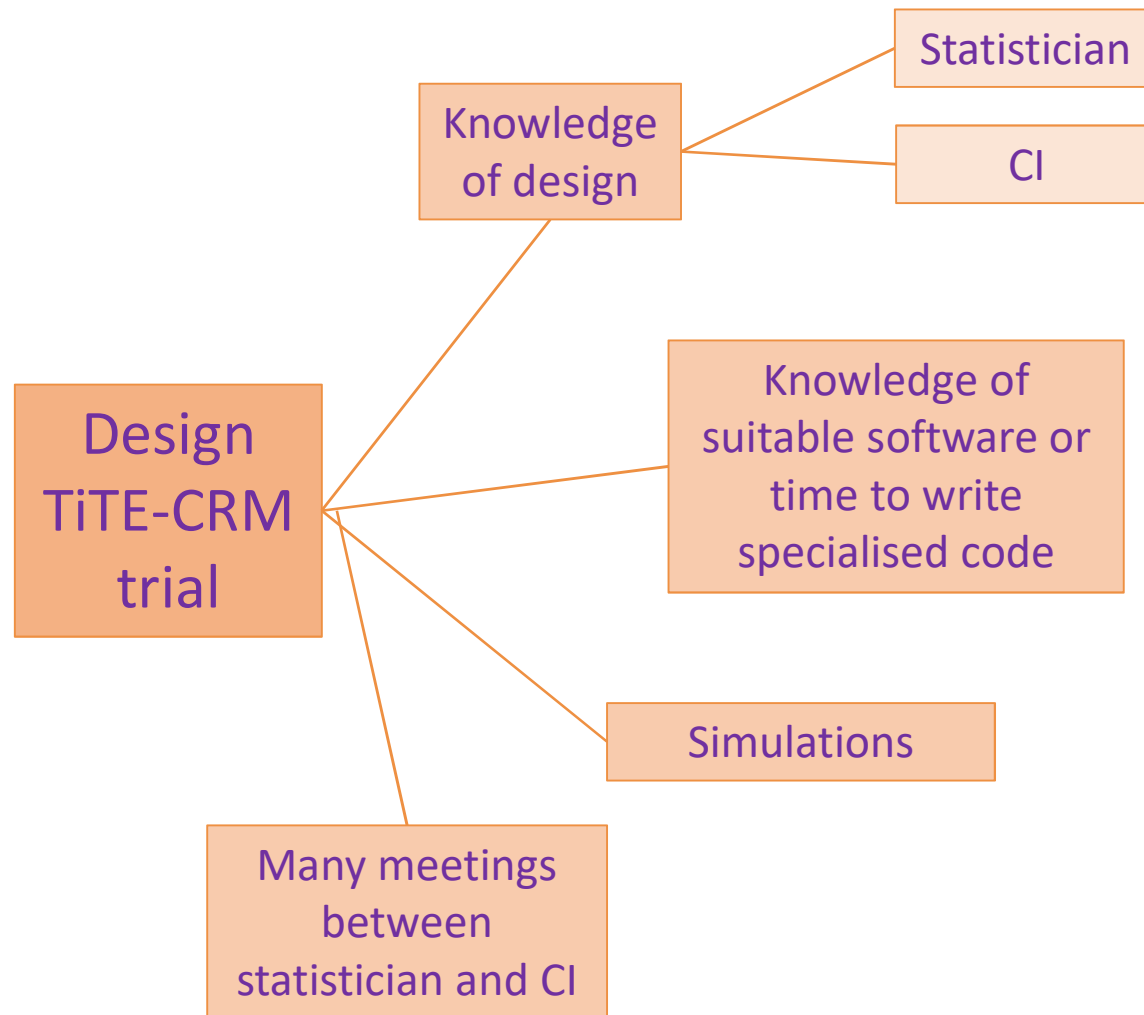 Statistician
Knowledge
of design
CI
Design
TiTE-CRM
trial
Knowledge of
suitable software or
time to write
specialised code
Simulations
Many meetings
between
statistician and CI